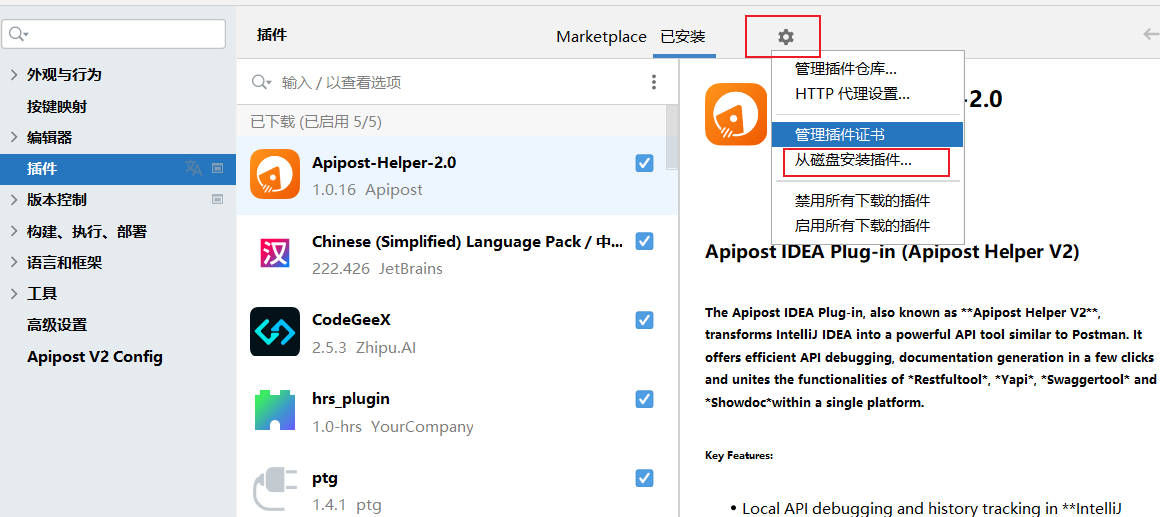 插件
Marketplace
已安装
外观与行为
按键映射
编辑器
插件
版本控制
构建、执行、部署
语言和框架
工具
高级设置
Apipost V2 Config
输入 / 以查看选项
已下载 (已启用 5/5)
Apipost-Helper-2.0
1.0.16 Apipost
Chinese (Simplified) Language Pack / 中...
222.426 JetBrains
CodeGeeX
2.5.3 Zhipu.AI
hrs_plugin
1.0-hrs YourCompany
ptg
1.4.1 ptg
管理插件仓库...
HTTP 代理设置...
管理插件证书
从磁盘安装插件...
禁用所有下载的插件
启用所有下载的插件
-2.0
Apipost IDEA Plug-in (Apipost Helper V2)
The Apipost IDEA Plug-in, also known as **Apipost Helper V2**,
transforms IntelliJ IDEA into a powerful API tool similar to Postman. It
offers efficient API debugging, documentation generation in a few clicks
and unites the functionalities of *Restfultool*, *Yapi*, *Swaggertool* and
*Showdoc*within a single platform.
Key Features:
• Local API debugging and history tracking in **IntelliJ